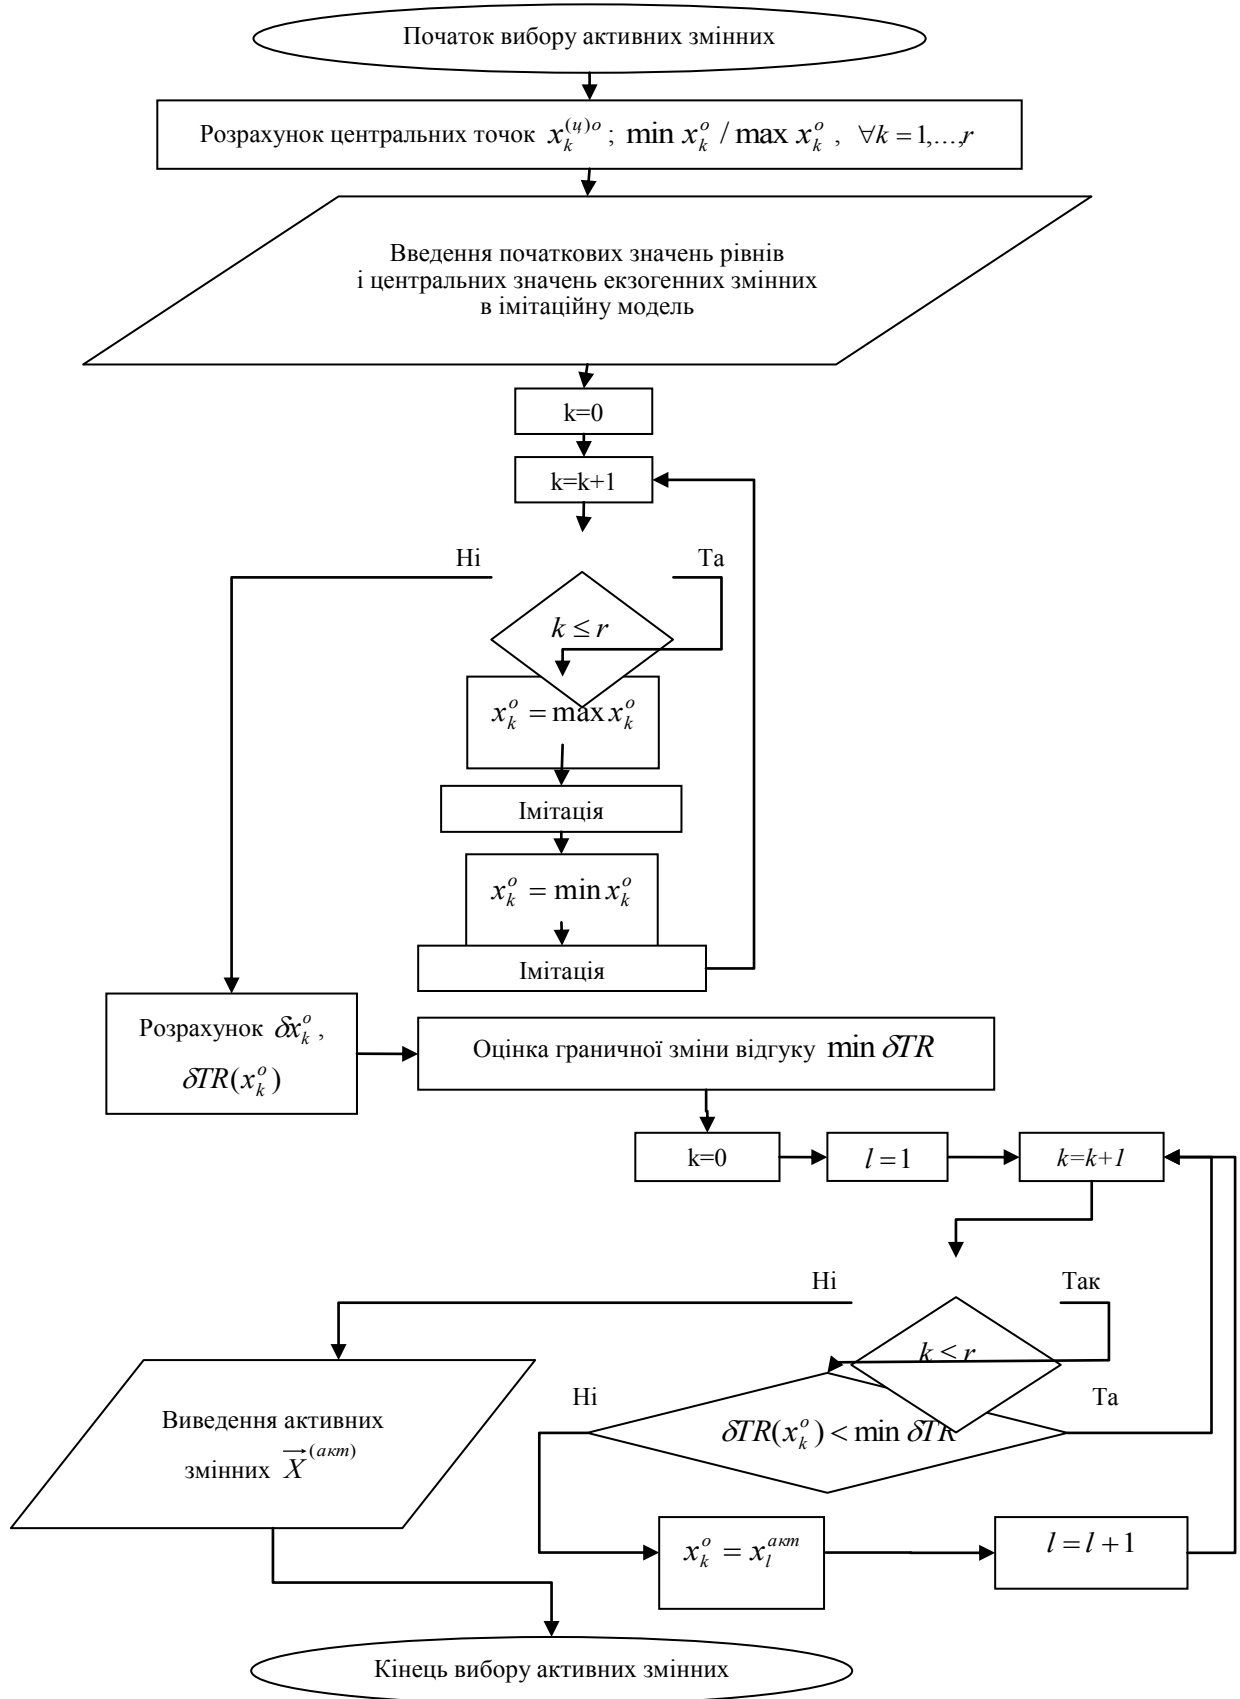 Початок вибору активних змінних
Розрахунок центральних точок x_k^{(ц)o} ; min x_k^o / max x_k^o , ∀k = 1,...,r
Введення початкових значень рівнів
і центральних значень екзогенних змінних
в імітаційну модель
k=0
k=k+1
Ні
Та
k ≤ r
x_k^o = max x_k^o
Імітація
x_k^o = min x_k^o
Імітація
Розрахунок δx_k^o ,
δTR(x_k^o)
Оцінка граничної зміни відгуку min δTR
k=0
l = 1
k=k+1
Ні
Так
k < r
Ні
Та
δTR(x_k^o) < min δTR
Виведення активних
змінних \overrightarrow{X}^{(акт)}
x_k^o = x_l^{акт}
l = l + 1
Кінець вибору активних змінних